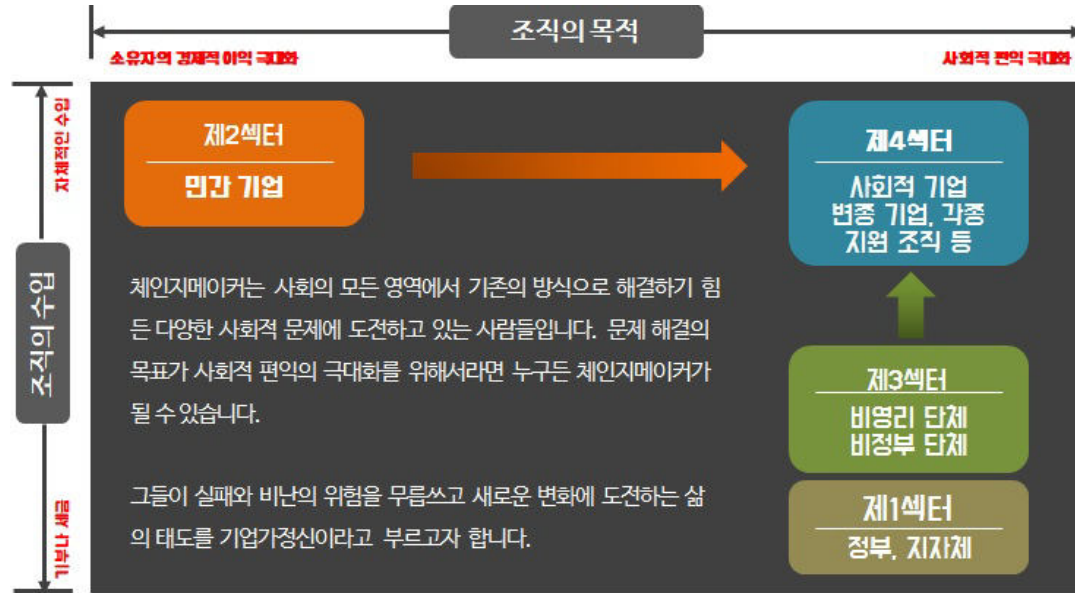 조직의 목적
소유자의 경제적 이익 극대화
사회적 편익 극대화
자체적인 수입
조직의 수입
기부나 세금
제2섹터
민간 기업
제4섹터
사회적 기업
변종 기업, 각종
지원 조직 등
체인지메이커는 사회의 모든 영역에서 기존의 방식으로 해결하기 힘
든 다양한 사회적 문제에 도전하고 있는 사람들입니다. 문제 해결의
목표가 사회적 편익의 극대화를 위해서라면 누구든 체인지메이커가
될 수 있습니다.
그들이 실패와 비난의 위험을 무릅쓰고 새로운 변화에 도전하는 삶
의 태도를 기업가정신이라고 부르고자 합니다.
제3섹터
비영리 단체
비정부 단체
제1섹터
정부, 지자체